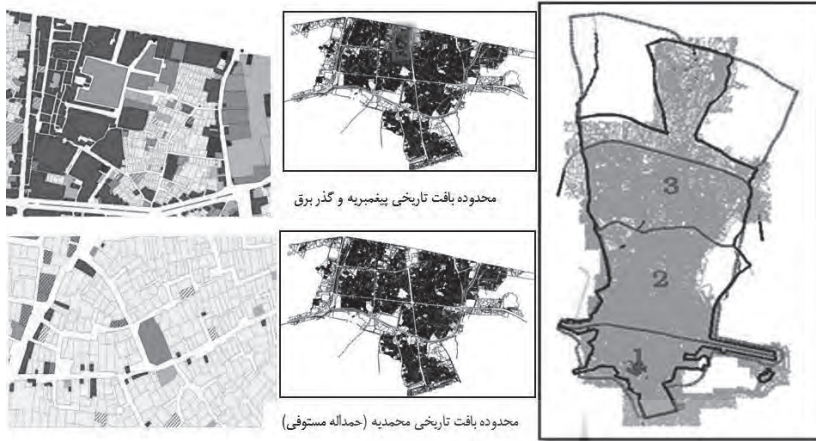 محدوده بافت تاریخی پیغمبریه و گذر برق
محدوده بافت تاریخی محمدیه (حمداله مستوفی)
3
2
1